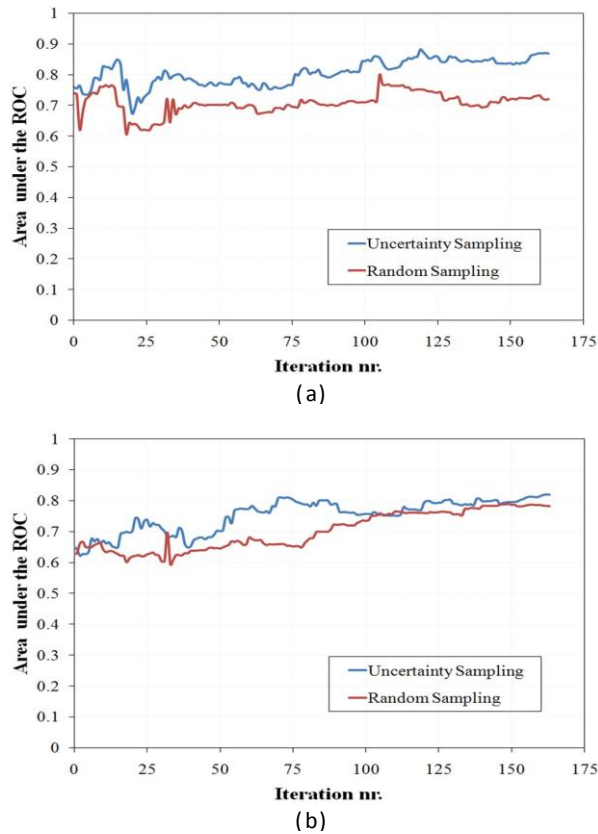 1
0.9
0.8
0.7
0.6
0.5
0.4
0.3
0.2
0.1
0
Area under the ROC
Uncertainty Sampling
Random Sampling
0 25 50 75 100 125 150 175
Iteration nr.
(a)
1
0.9
0.8
0.7
0.6
0.5
0.4
0.3
0.2
0.1
0
Area under the ROC
Uncertainty Sampling
Random Sampling
0 25 50 75 100 125 150 175
Iteration nr.
(b)